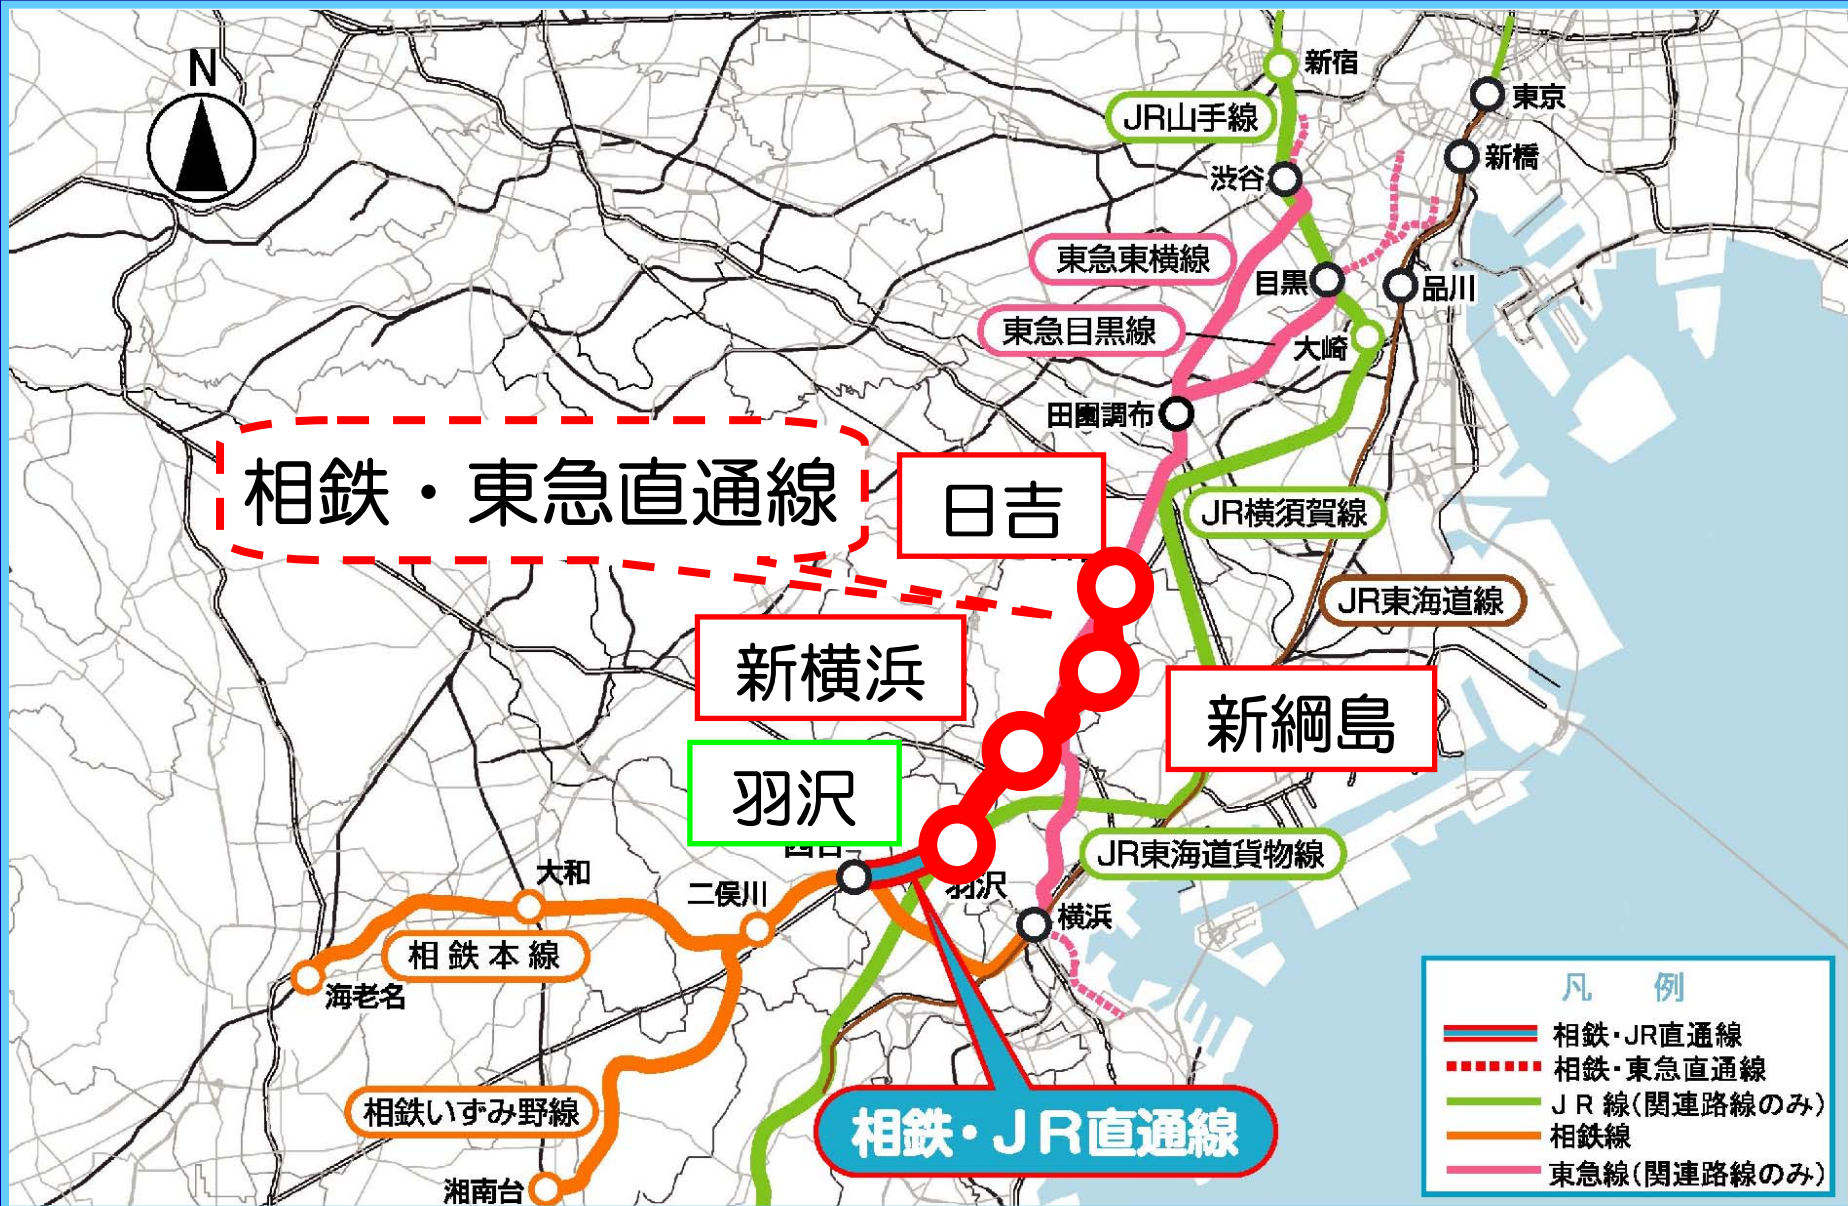 N
新宿
東京
JR山手線
新橋
渋谷
東急東横線
目黒
品川
東急目黒線
大崎
田園調布
相鉄・東急直通線
日吉
JR横須賀線
JR東海道線
新横浜
新綱島
羽沢
JR東海道貨物線
大和
二俣川
羽沢
横浜
相鉄本線
海老名
相鉄いずみ野線
相鉄・JR直通線
湘南台
凡 例
相鉄・JR直通線
相鉄・東急直通線
JR線(関連路線のみ)
相鉄線
東急線(関連路線のみ)